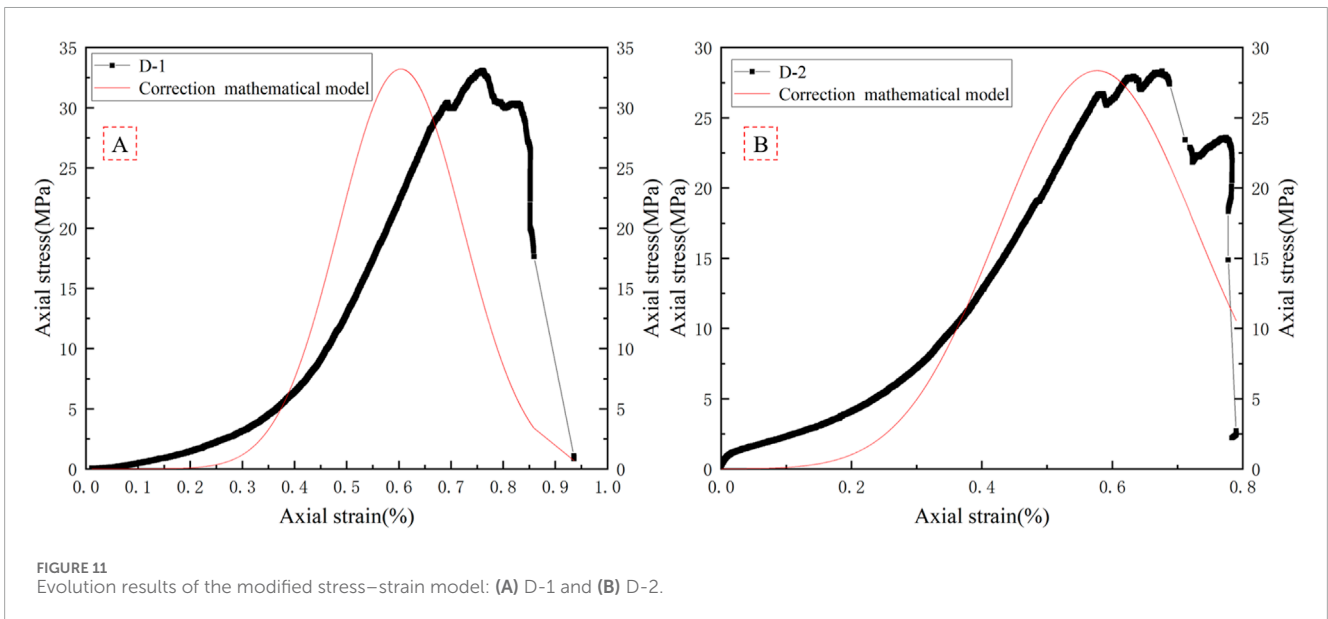 35
30
25
20
15
10
5
0
Axial stress(MPa)
D-1
Correction mathematical model
A
35
30
25
20
15
10
5
0
Axial stress(MPa)
0.0 0.1 0.2 0.3 0.4 0.5 0.6 0.7 0.8 0.9 1.0
Axial strain(%)
30
25
20
15
10
5
0
Axial stress(MPa)
D-2
Correction mathematical model
B
30
25
20
15
10
5
0
Axial stress(MPa)
0.0 0.2 0.4 0.6 0.8
Axial strain(%)
FIGURE 11
Evolution results of the modified stress–strain model: (A) D-1 and (B) D-2.